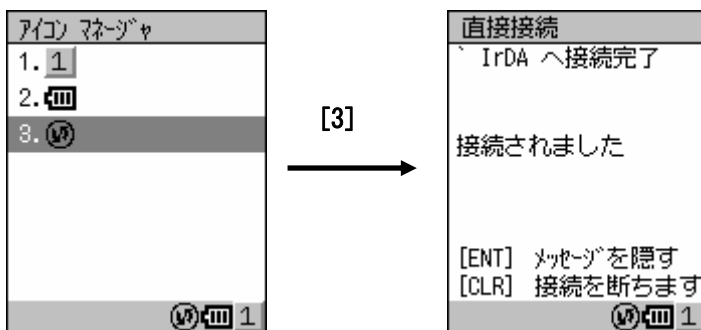 ｱｲｺﾝ ﾏﾈｰｼﾞｬ
1. 1
2.
3.
1
[3]
直接接続
` IrDA へ接続完了
接続されました
[ENT] ﾒｯｾｰｼﾞを隠す
[CLR] 接続を断ちます
1